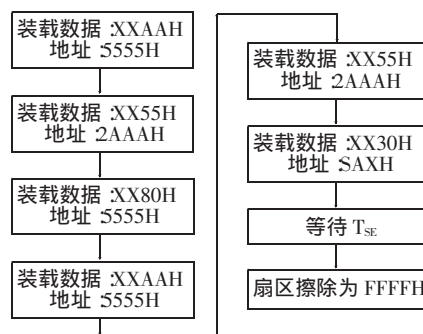 装载数据:XXAAH
地址:5555H
装载数据:XX55H
地址:2AAAH
装载数据:XX80H
地址:5555H
装载数据:XXAAH
地址:5555H
装载数据:XX55H
地址:2AAAH
装载数据:XX30H
地址:SAXH
等待 TSE
扇区擦除为 FFFFH